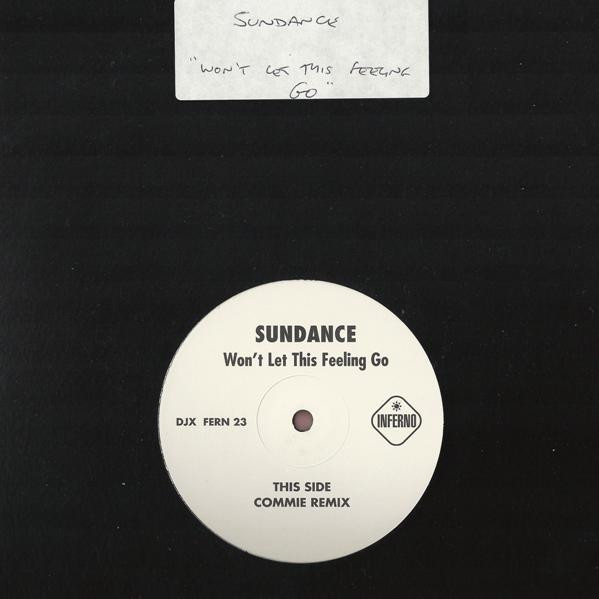 SUNDANCE
"WON'T LET THIS FEELING
GO"
SUNDANCE
Won't Let This Feeling Go
DJX FERN 23
INFERNO
THIS SIDE
COMMIE REMIX